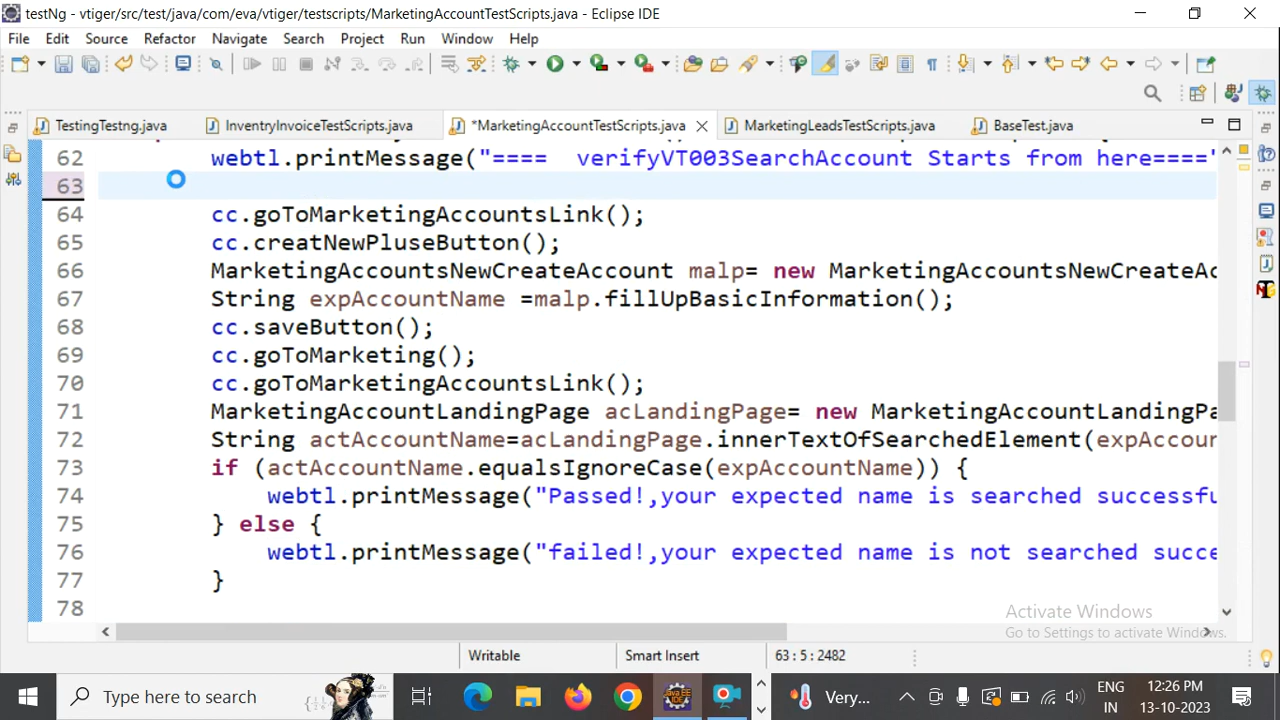 testNg - vtiger/src/test/java/com/eva/vtiger/testscripts/MarketingAccountTestScripts.java - Eclipse IDE
File Edit Source Refactor Navigate Search Project Run Window Help
TestingTestng.java InventryInvoiceTestScripts.java *MarketingAccountTestScripts.java MarketingLeadsTestScripts.java BaseTest.java
62 webtl.printMessage("==== verifyVT003SearchAccount Starts from here===="
63
64 cc.goToMarketingAccountsLink();
65 cc.creatNewPluseButton();
66 MarketingAccountsNewCreateAccount malp= new MarketingAccountsNewCreateAc
67 String expAccountName =malp.fillUpBasicInformation();
68 cc.saveButton();
69 cc.goToMarketing();
70 cc.goToMarketingAccountsLink();
71 MarketingAccountLandingPage acLandingPage= new MarketingAccountLandingPa
72 String actAccountName=acLandingPage.innerTextOfSearchedElement(expAccoun
73 if (actAccountName.equalsIgnoreCase(expAccountName)) {
74 webtl.printMessage("Passed!,your expected name is searched successfu
75 } else {
76 webtl.printMessage("failed!,your expected name is not searched succe
77 }
78
Activate Windows
Go to Settings to activate Windows.
Writable Smart Insert 63 : 5 : 2482
Type here to search Very... ENG 12:26 PM
IN 13-10-2023